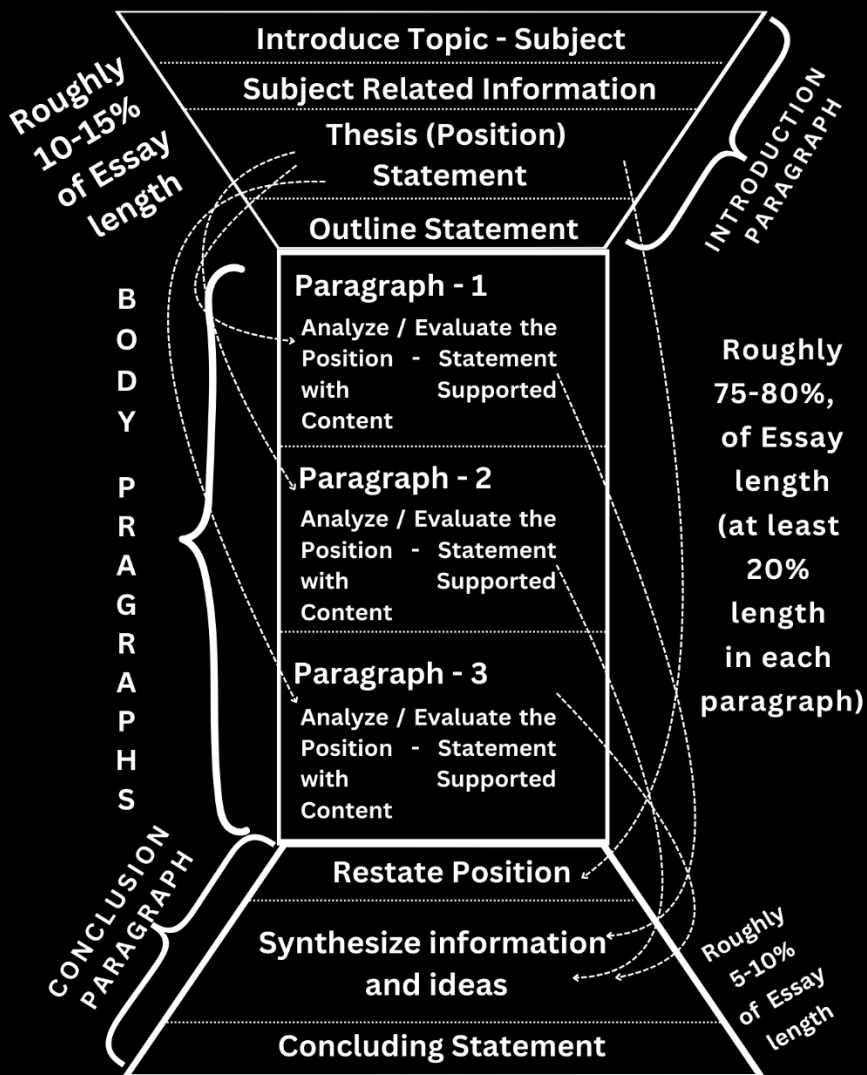 Introduce Topic - Subject
Subject Related Information
Thesis (Position)
Statement
Outline Statement
Roughly
10-15%
of Essay
length
INTRODUCTION
PARAGRAPH
BODY PRAGRAPHS
Paragraph - 1
Analyze / Evaluate the
Position - Statement
with Supported
Content
Paragraph - 2
Analyze / Evaluate the
Position - Statement
with Supported
Content
Paragraph - 3
Analyze / Evaluate the
Position - Statement
with Supported
Content
Roughly
75-80%,
of Essay
length
(at least
20%
length
in each
paragraph)
CONCLUSION
PARAGRAPH
Restate Position
Synthesize information
and ideas
Concluding Statement
Roughly
5-10%
of Essay
length